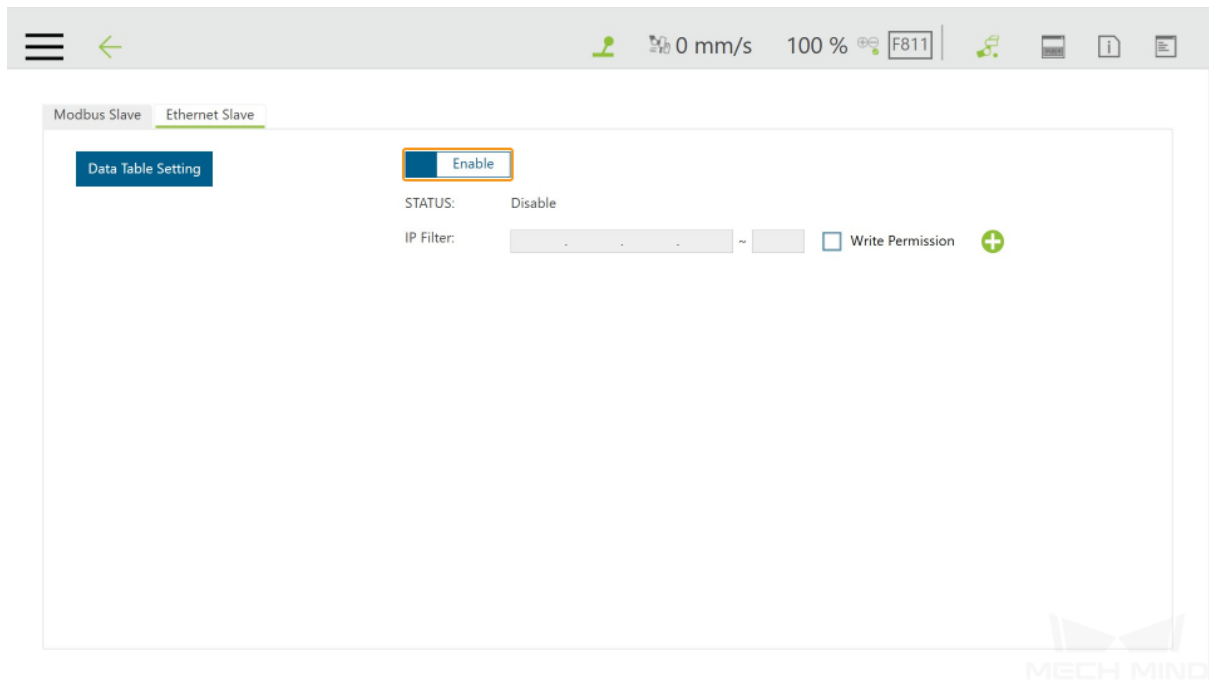 0 mm/s 100 % F811
Modbus Slave Ethernet Slave
Data Table Setting Enable
STATUS: Disable
IP Filter: . . . ~ Write Permission
MECH MIND